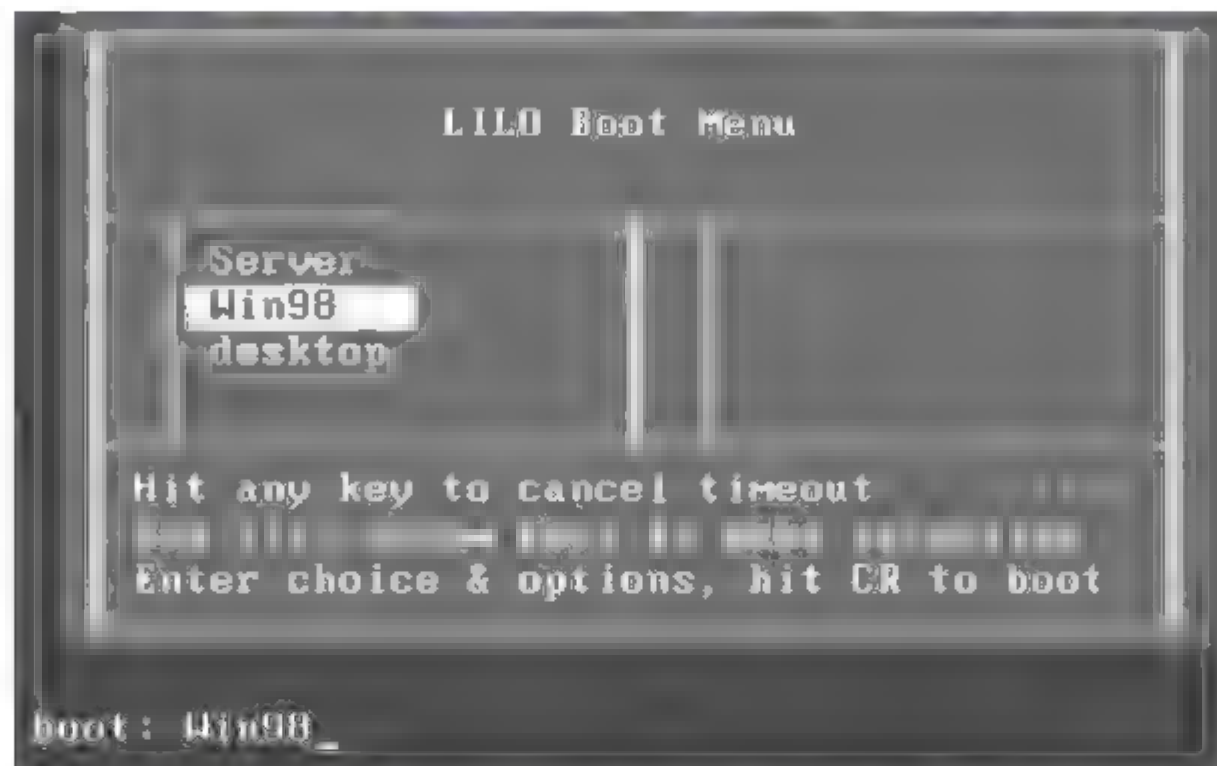 LILO Boot Menu
Server
Win98
desktop
Hit any key to cancel timeout
Enter choice & options, hit CR to boot
boot: Win98_